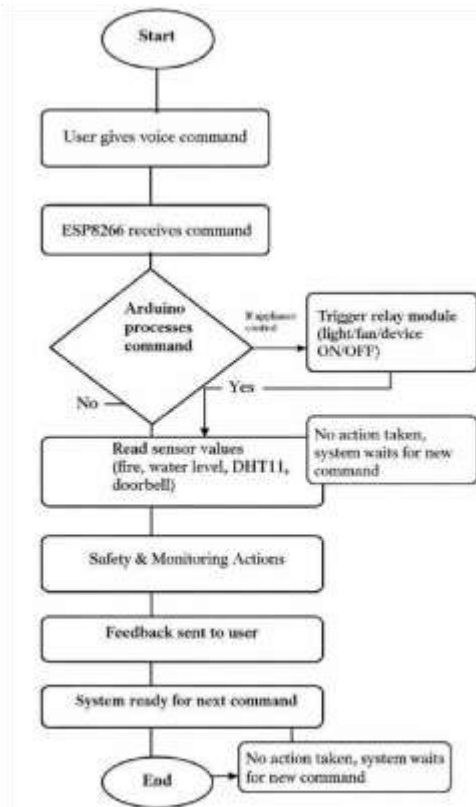 Start
User gives voice command
ESP8266 receives command
Arduino
processes
command
If appliance
control
Trigger relay module
(light/fan/device
ON/OFF)
Yes
No
Read sensor values
(fire, water level, DHT11,
doorbell)
No action taken,
system waits for new
command
Safety & Monitoring Actions
Feedback sent to user
System ready for next command
End
No action taken, system waits
for new command